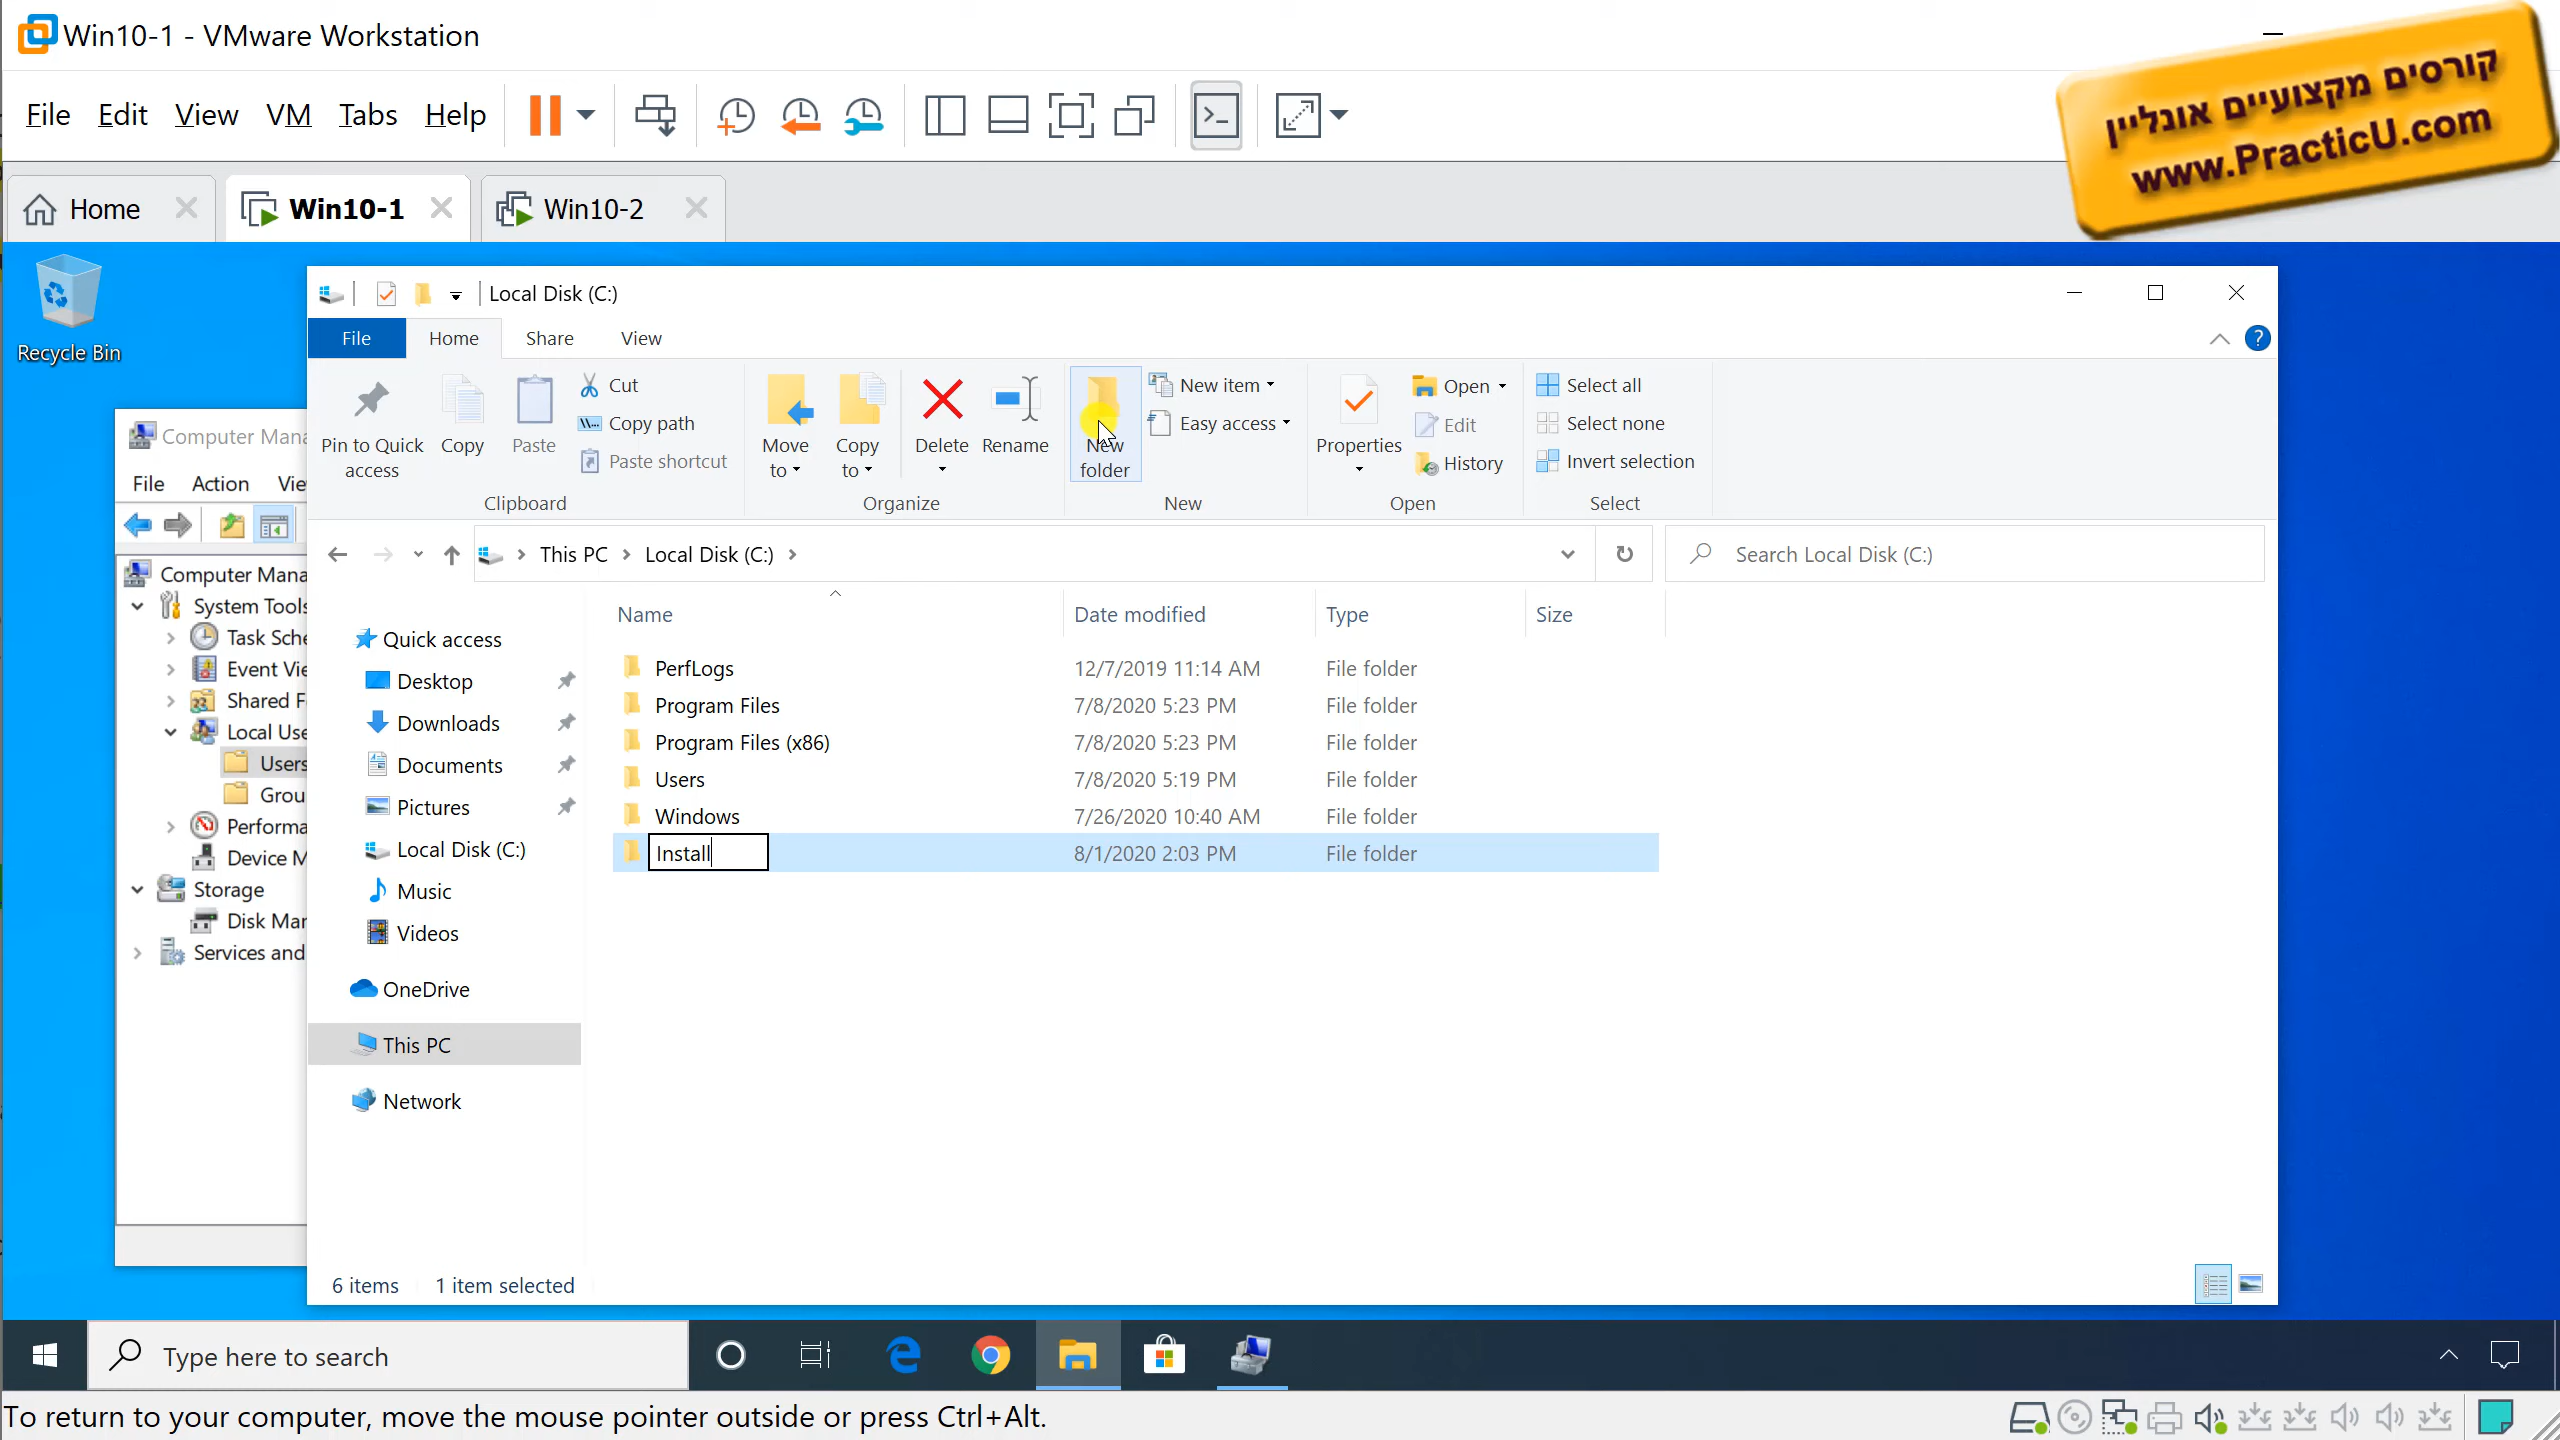 Win10-1 - VMware Workstation
קורסים מקצועיים אונליין
www.PracticU.com
File Edit View VM Tabs Help
Home
Win10-1
Win10-2
Recycle Bin
Local Disk (C:)
File Home Share View
Pin to Quick access
Copy
Paste
Cut
Copy path
Paste shortcut
Clipboard
Move to
Copy to
Delete
Rename
Organize
New folder
New item
Easy access
New
Properties
Open
Edit
History
Open
Select all
Select none
Invert selection
Select
This PC Local Disk (C:)
Search Local Disk (C:)
Computer Mana
File Action Vie
Computer Mana
System Tools
Task Sche
Event Vie
Shared F
Local Use
Users
Grou
Performa
Device M
Storage
Disk Mar
Services and
Quick access
Desktop
Downloads
Documents
Pictures
Local Disk (C:)
Music
Videos
OneDrive
This PC
Network
Name Date modified Type Size
PerfLogs 12/7/2019 11:14 AM File folder
Program Files 7/8/2020 5:23 PM File folder
Program Files (x86) 7/8/2020 5:23 PM File folder
Users 7/8/2020 5:19 PM File folder
Windows 7/26/2020 10:40 AM File folder
Install 8/1/2020 2:03 PM File folder
6 items 1 item selected
Type here to search
To return to your computer, move the mouse pointer outside or press Ctrl+Alt.